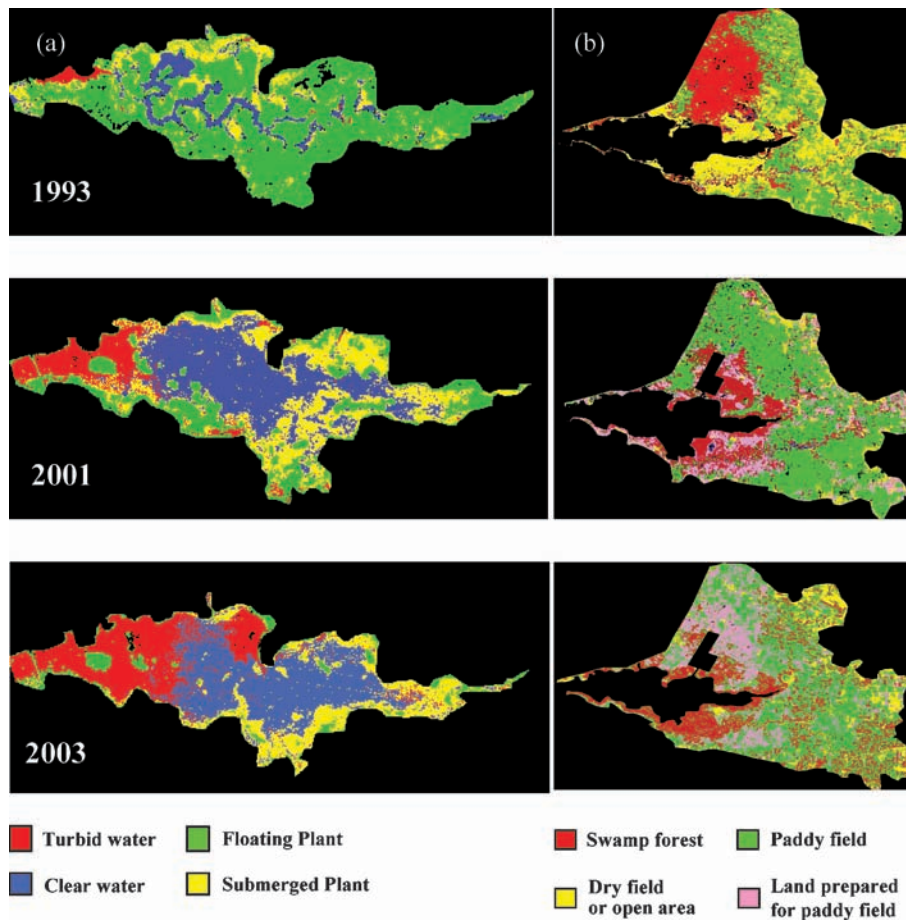 (a)
(b)
1993
2001
2003
Turbid water
Floating Plant
Swamp forest
Paddy field
Clear water
Submerged Plant
Dry field
or open area
Land prepared
for paddy field